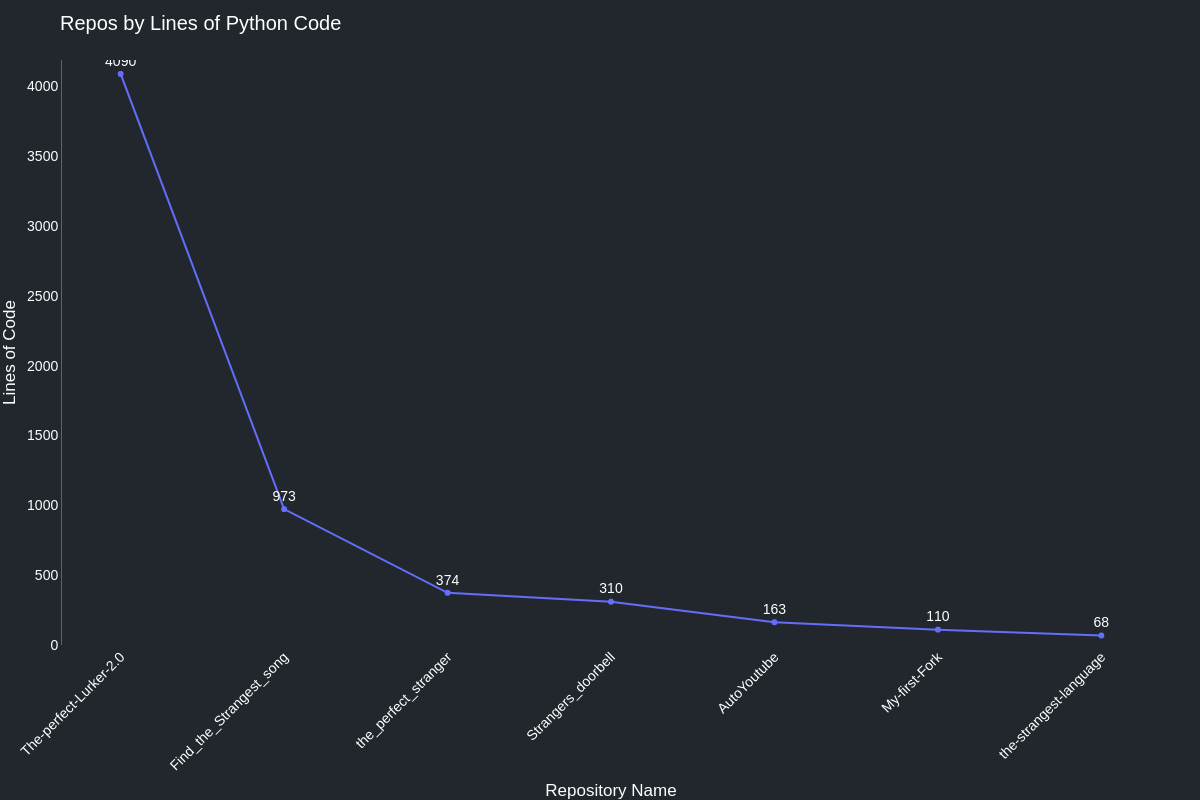 Repos by Lines of Python Code
4090
4000
3500
3000
2500
2000
1500
1000
500
0
Lines of Code
973
374
310
163
110
68
The-perfect-Lurker-2.0
Find_the_Strangest_song
the_perfect_stranger
Strangers_doorbell
AutoYoutube
My-first-Fork
the-strangest-language
Repository Name